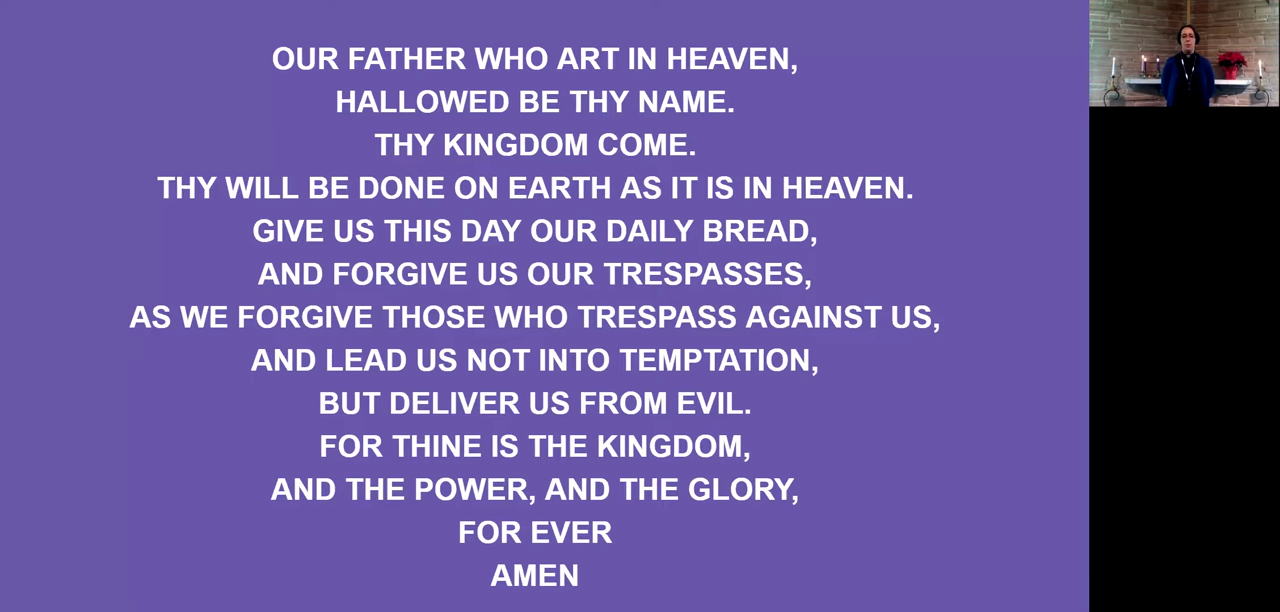 OUR FATHER WHO ART IN HEAVEN,
HALLOWED BE THY NAME.
THY KINGDOM COME.
THY WILL BE DONE ON EARTH AS IT IS IN HEAVEN.
GIVE US THIS DAY OUR DAILY BREAD,
AND FORGIVE US OUR TRESPASSES,
AS WE FORGIVE THOSE WHO TRESPASS AGAINST US,
AND LEAD US NOT INTO TEMPTATION,
BUT DELIVER US FROM EVIL.
FOR THINE IS THE KINGDOM,
AND THE POWER, AND THE GLORY,
FOR EVER
AMEN